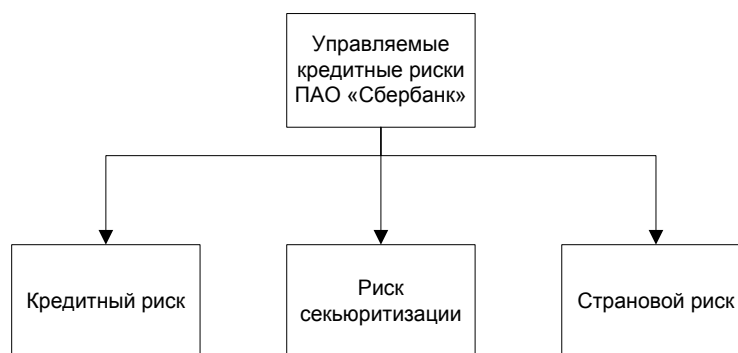 Управляемые
кредитные риски
ПАО «Сбербанк»
Кредитный риск
Риск
секьюритизации
Страновой риск